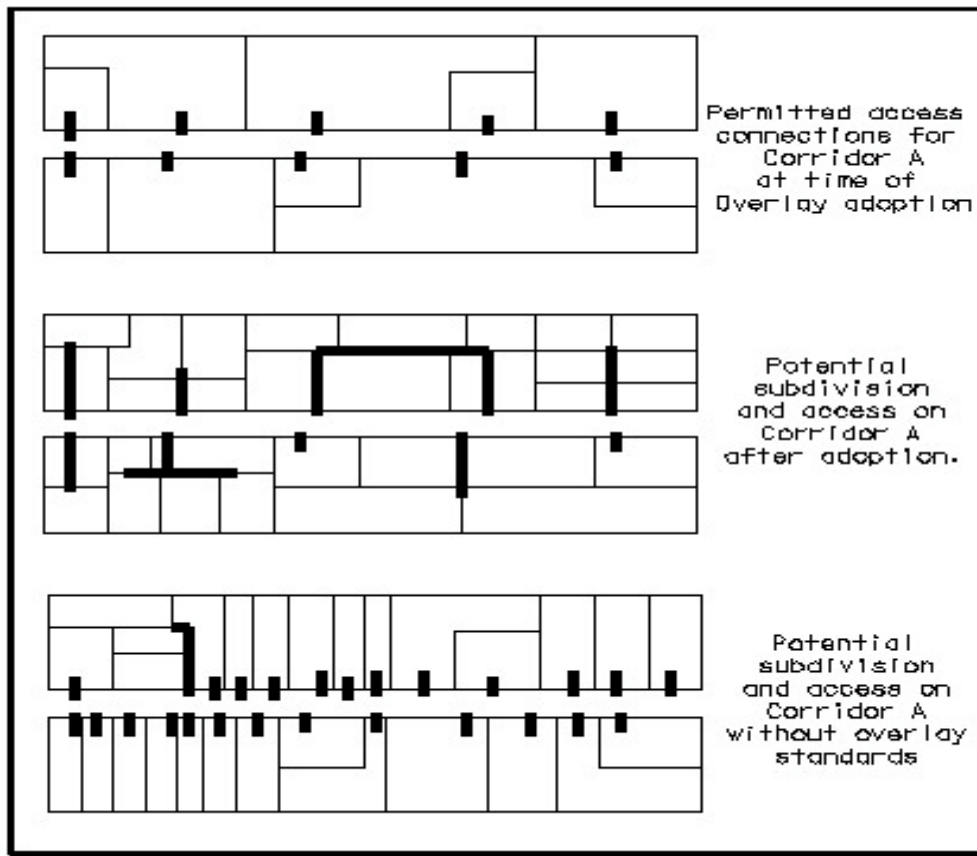 Permitted access
connections for
Corridor A
at time of
Overlay adoption
Potential
subdivision
and access on
Corridor A
after adoption.
Potential
subdivision
and access on
Corridor A
without overlay
standards